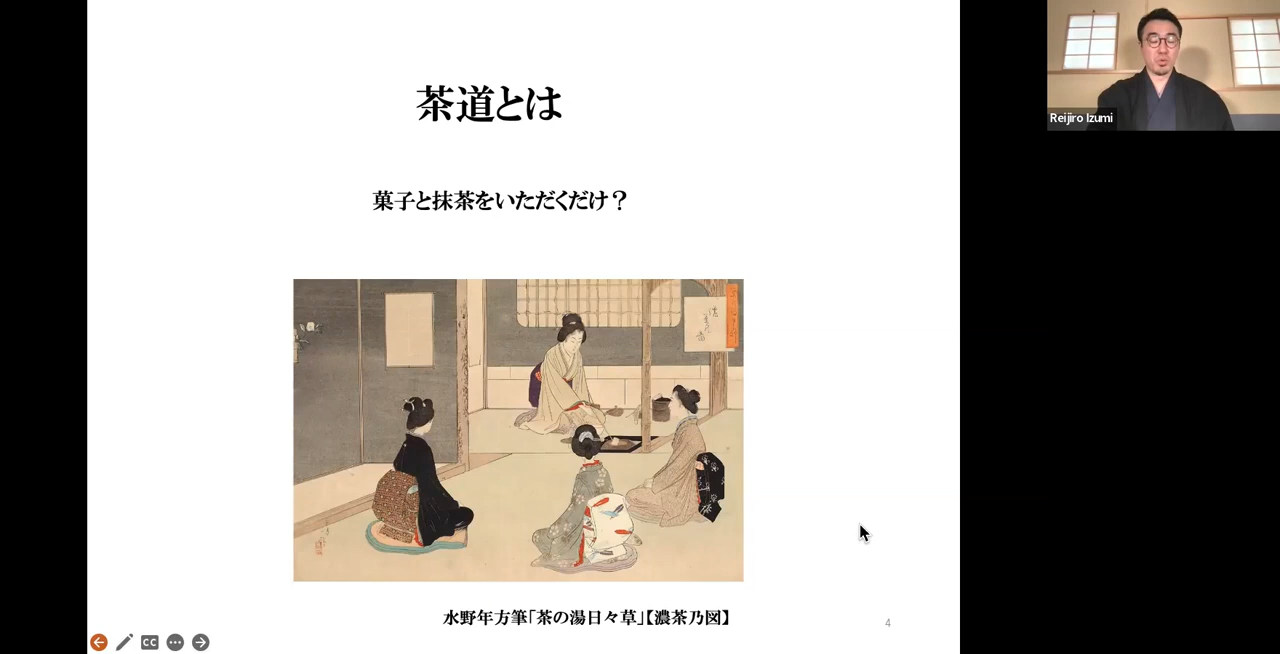 茶道とは
菓子と抹茶をいただくだけ？
水野年方筆「茶の湯日々草」【濃茶乃図】
4
CC
Reijiro Izumi